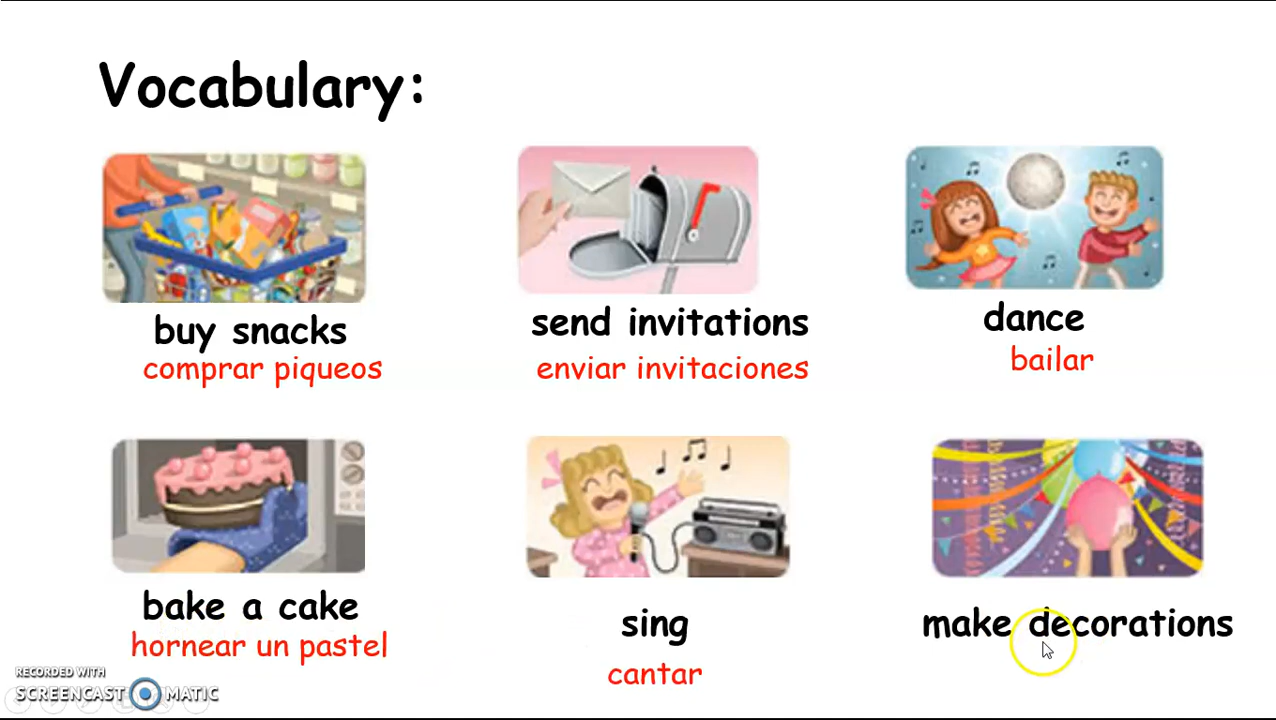 Vocabulary:
buy snacks
comprar piqueos
send invitations
enviar invitaciones
dance
bailar
bake a cake
hornear un pastel
sing
cantar
make decorations
RECORDED WITH
SCREENCAST MATIC